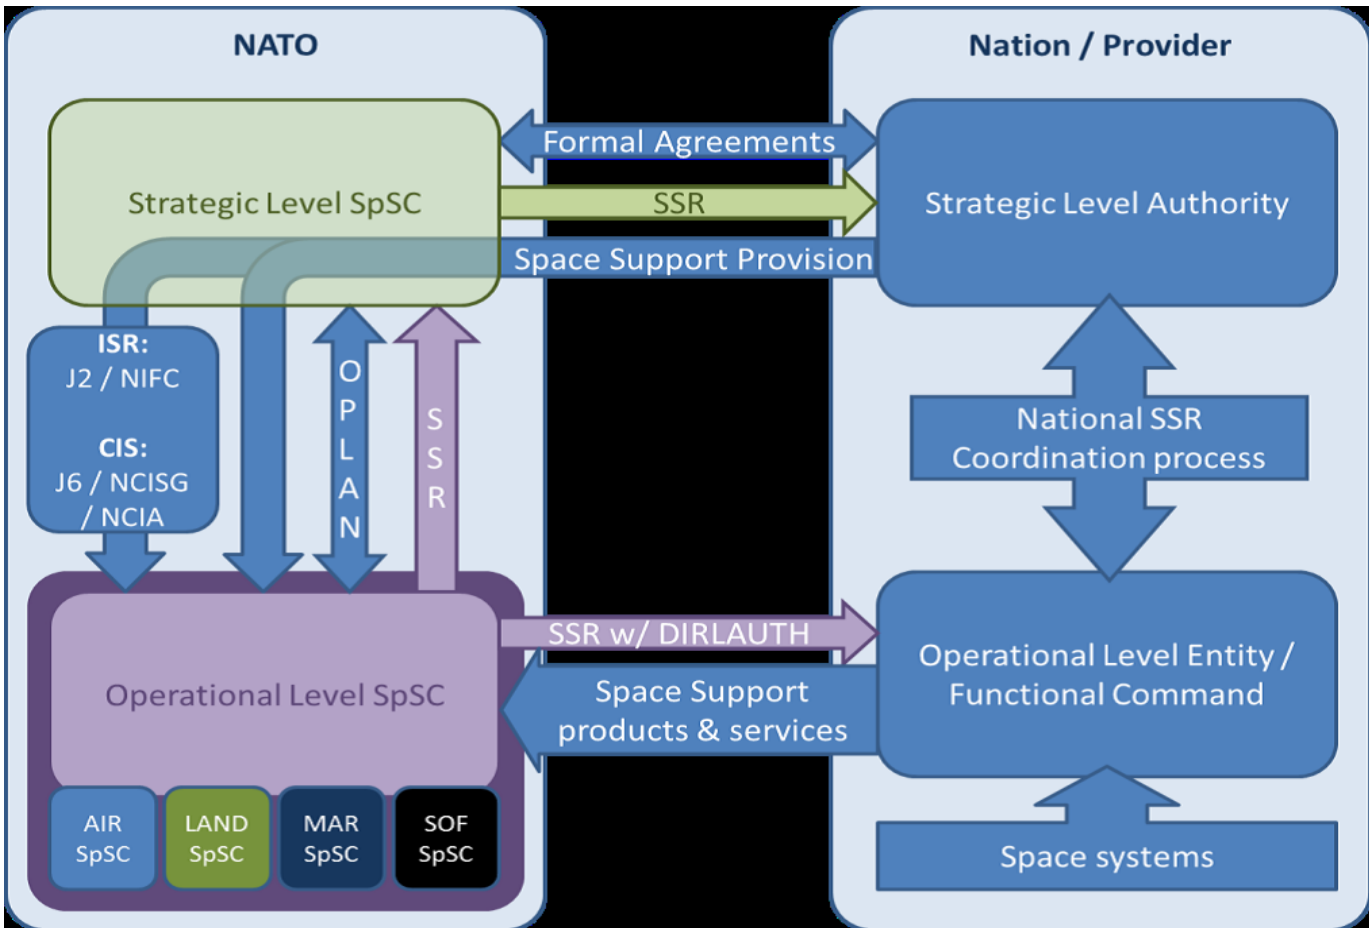 NATO
Nation / Provider
Strategic Level SpSC
Formal Agreements
SSR
Space Support Provision
Strategic Level Authority
ISR:
J2 / NIFC
CIS:
J6 / NCISG
/ NCIA
OPLAN
SSR
National SSR
Coordination process
Operational Level SpSC
SSR w/ DIRLAUTH
Space Support
products & services
Operational Level Entity /
Functional Command
AIR
SpSC
LAND
SpSC
MAR
SpSC
SOF
SpSC
Space systems